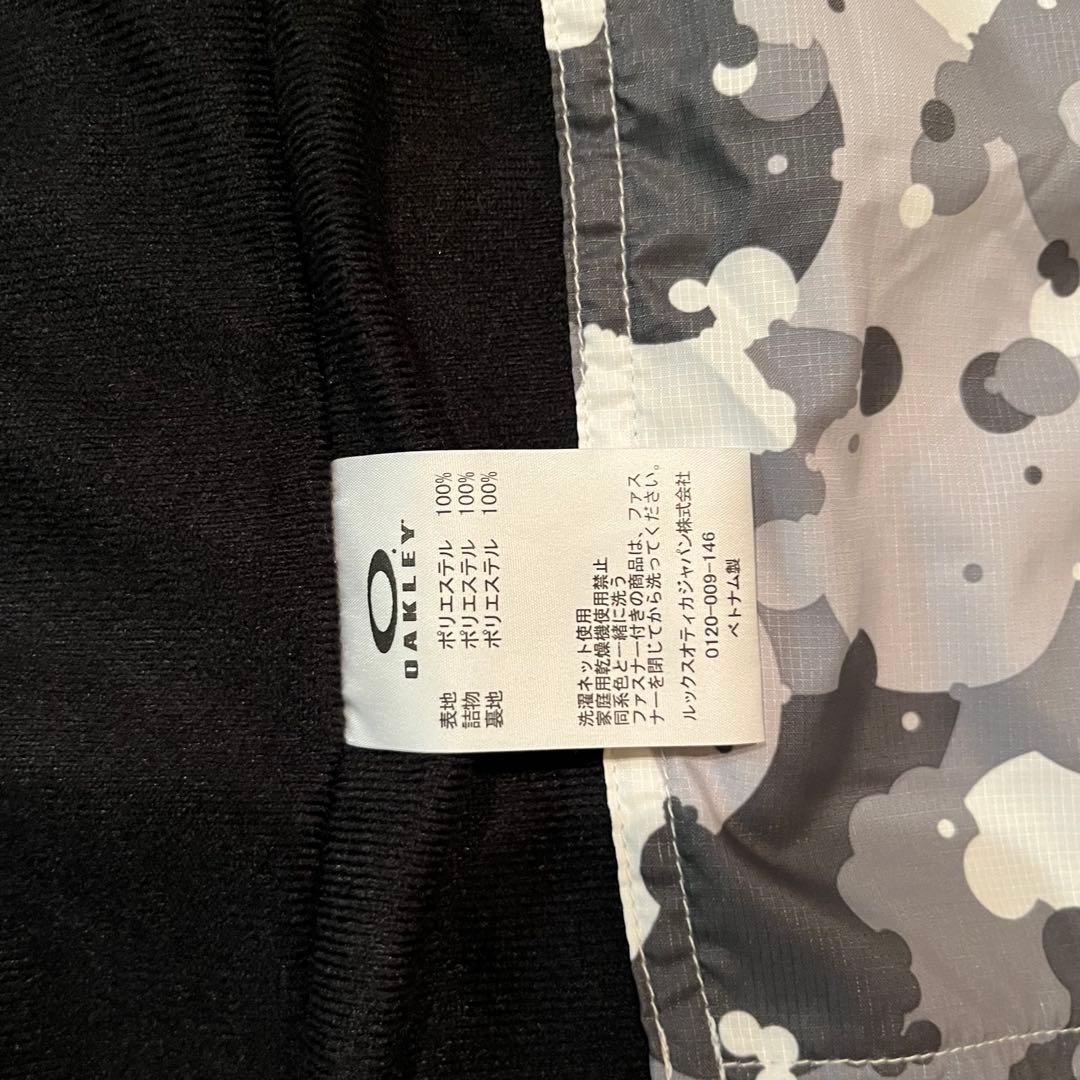 OAKLEY™
表地 ポリエステル 100%
詰物 ポリエステル 100%
裏地 ポリエステル 100%
洗濯ネット使用
家庭用乾燥機使用禁止
同系色と一緒に洗う
ファスナー付きの商品は、ファス
ナーを閉じてから洗ってください。
ルックスオティカジャパン株式会社
0120-009-146
ベトナム製